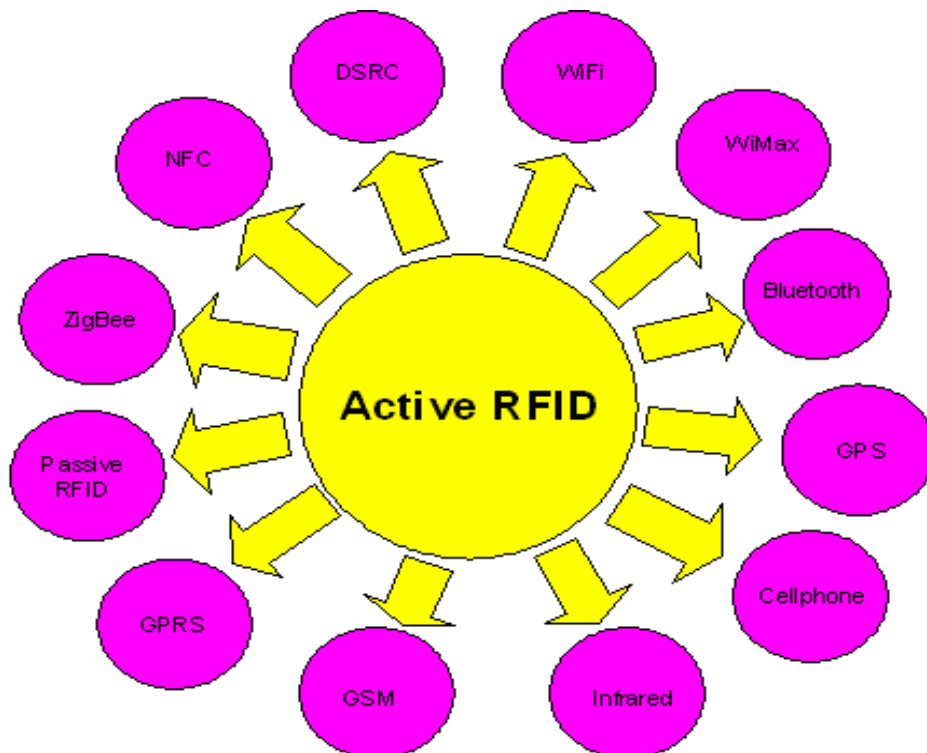 DSRC
WiFi
NFC
WiMax
ZigBee
Bluetooth
Active RFID
Passive
RFID
GPS
GPRS
Cellphone
GSM
Infrared